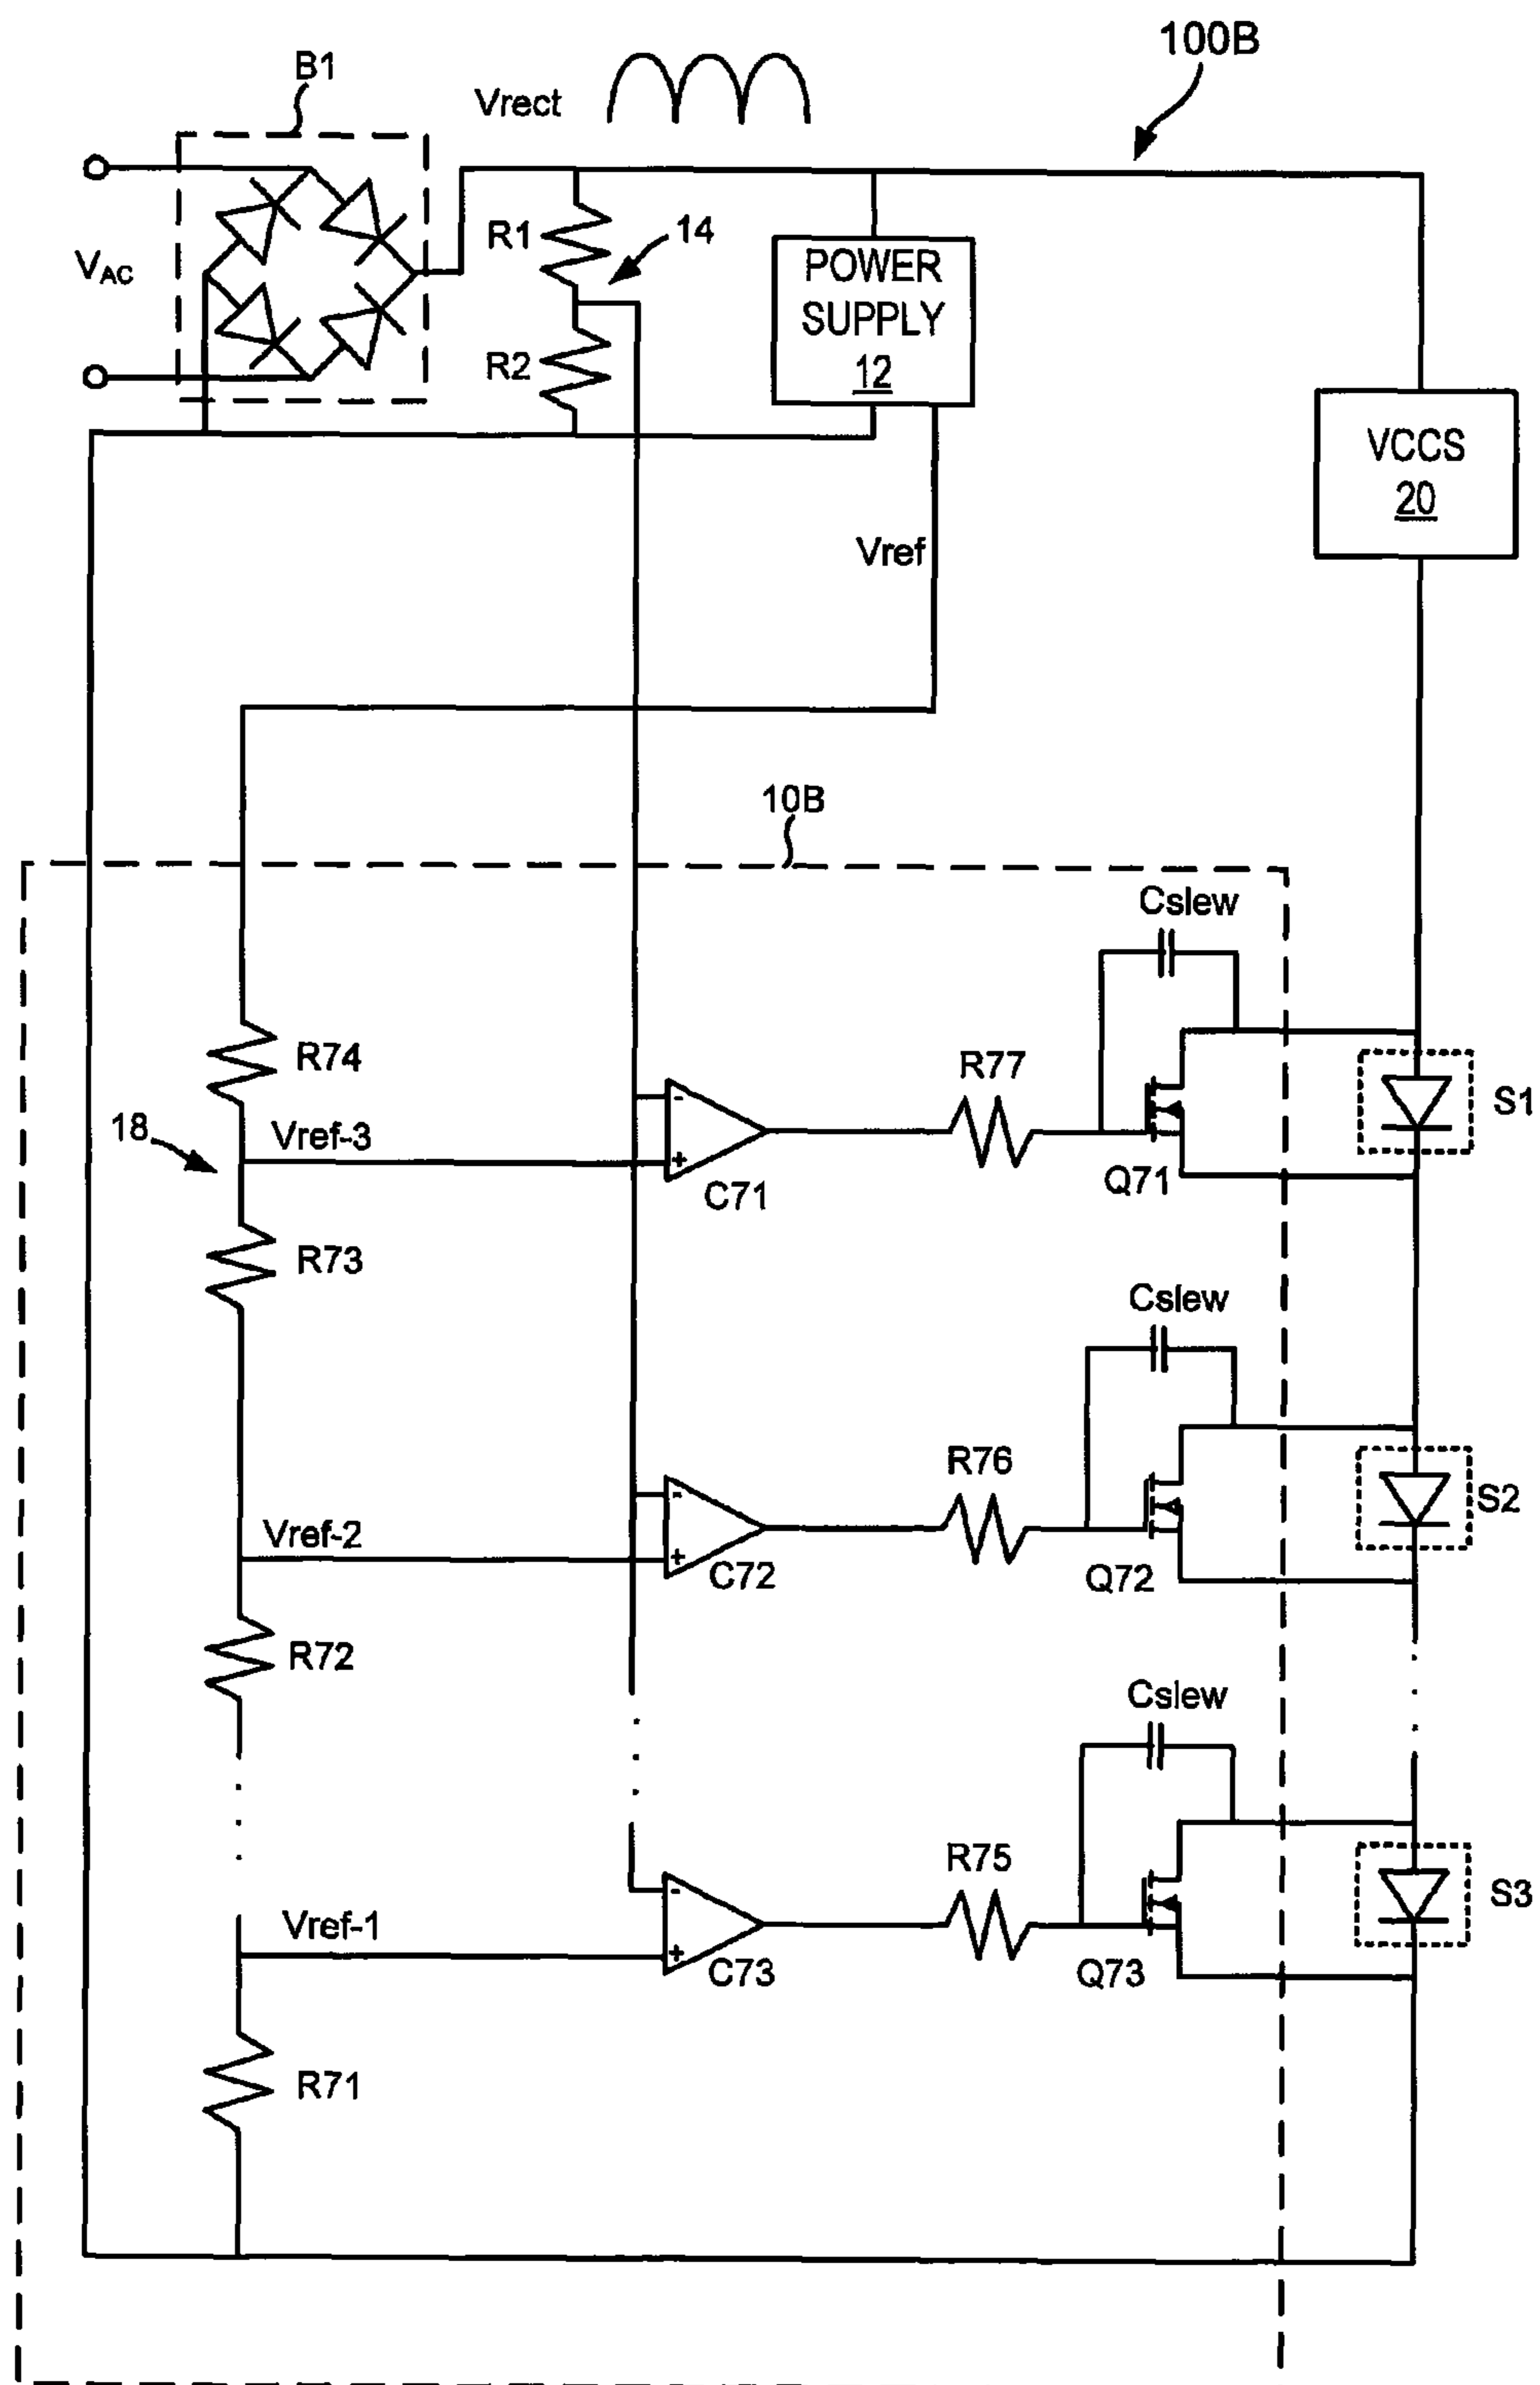 100B
B1
Vrect
VAC
R1
14
R2
POWER
SUPPLY
12
VCCS
20
Vref
10B
Cslew
R74
R77
S1
18
Vref-3
C71
Q71
R73
Cslew
R76
S2
Vref-2
C72
Q72
R72
Cslew
R75
S3
Vref-1
C73
Q73
R71
-
+
-
+
-
+